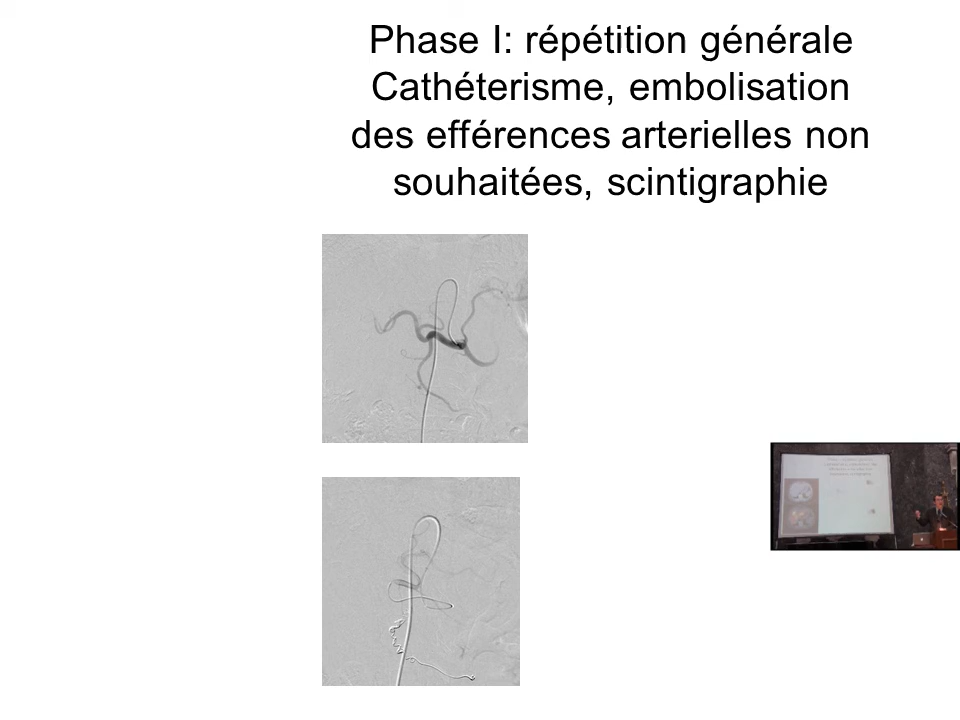 Phase I: répétition générale
Cathéterisme, embolisation
des efférences arterielles non
souhaitées, scintigraphie